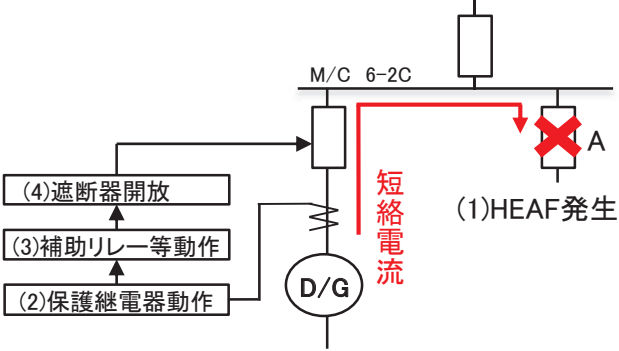 M/C 6-2C
A
(1)HEAF発生
短絡電流
(4)遮断器開放
(3)補助リレー等動作
(2)保護継電器動作
D/G